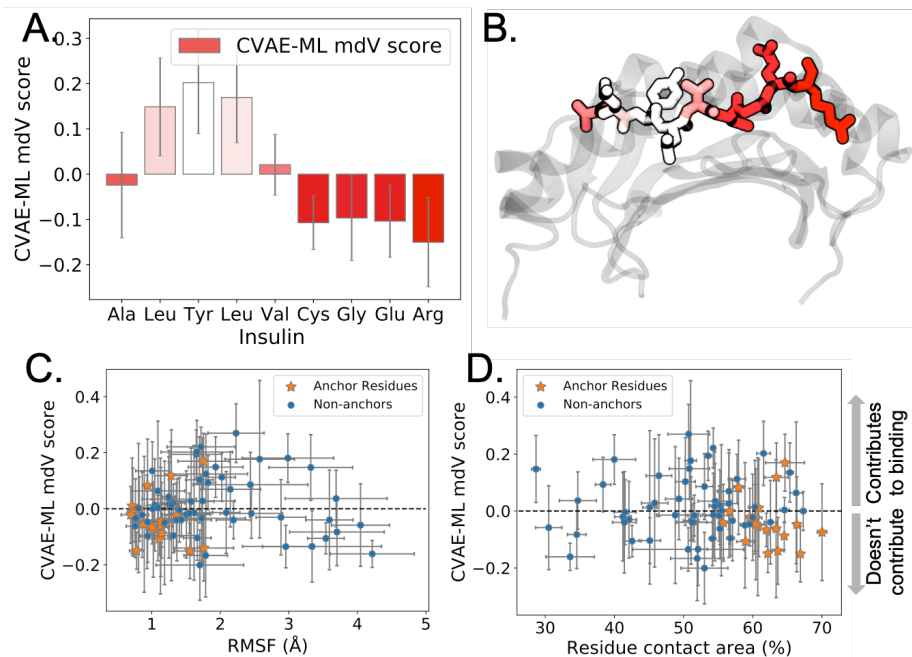 A.
CVAE-ML mdV score
0.3
0.2
0.1
0.0
−0.1
−0.2
CVAE-ML mdV score
Ala Leu Tyr Leu Val Cys Gly Glu Arg
Insulin
B.
C.
CVAE-ML mdV score
0.4
0.2
0.0
−0.2
Anchor Residues
Non-anchors
1 2 3 4 5
RMSF (Å)
D.
CVAE-ML mdV score
0.4
0.2
0.0
−0.2
Anchor Residues
Non-anchors
30 40 50 60 70
Residue contact area (%)
Contributes
to binding
Doesn't
contribute